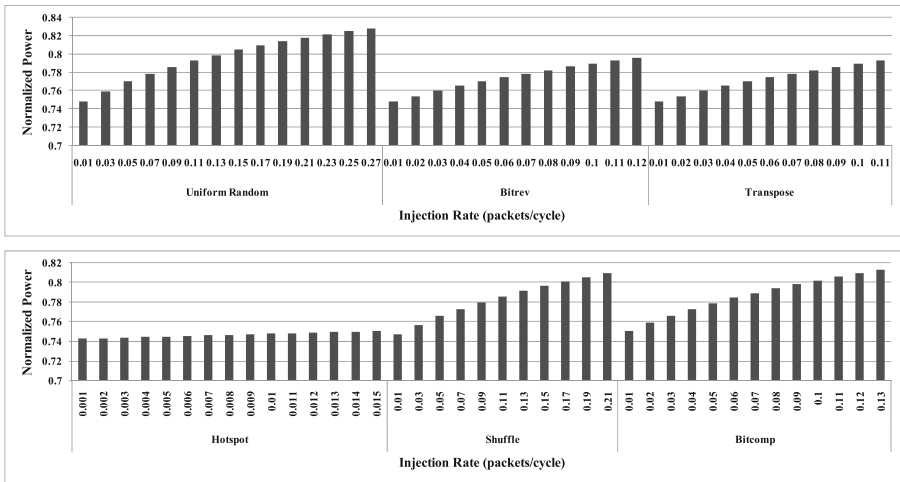 0.84
0.82
0.8
0.78
0.76
0.74
0.72
0.7
Normalized Power
0.01 0.03 0.05 0.07 0.09 0.11 0.13 0.15 0.17 0.19 0.21 0.23 0.25 0.27 0.01 0.02 0.03 0.04 0.05 0.06 0.07 0.08 0.09 0.1 0.11 0.12 0.01 0.02 0.03 0.04 0.05 0.06 0.07 0.08 0.09 0.1 0.11
Uniform Random Bitrev Transpose
Injection Rate (packets/cycle)
0.82
0.8
0.78
0.76
0.74
0.72
0.7
Normalized Power
0.001 0.002 0.003 0.004 0.005 0.006 0.007 0.008 0.009 0.01 0.011 0.012 0.013 0.014 0.015 0.01 0.03 0.05 0.07 0.09 0.11 0.13 0.15 0.17 0.19 0.21 0.01 0.02 0.03 0.04 0.05 0.06 0.07 0.08 0.09 0.1 0.11 0.12 0.13
Hotspot Shuffle Bitcomp
Injection Rate (packets/cycle)